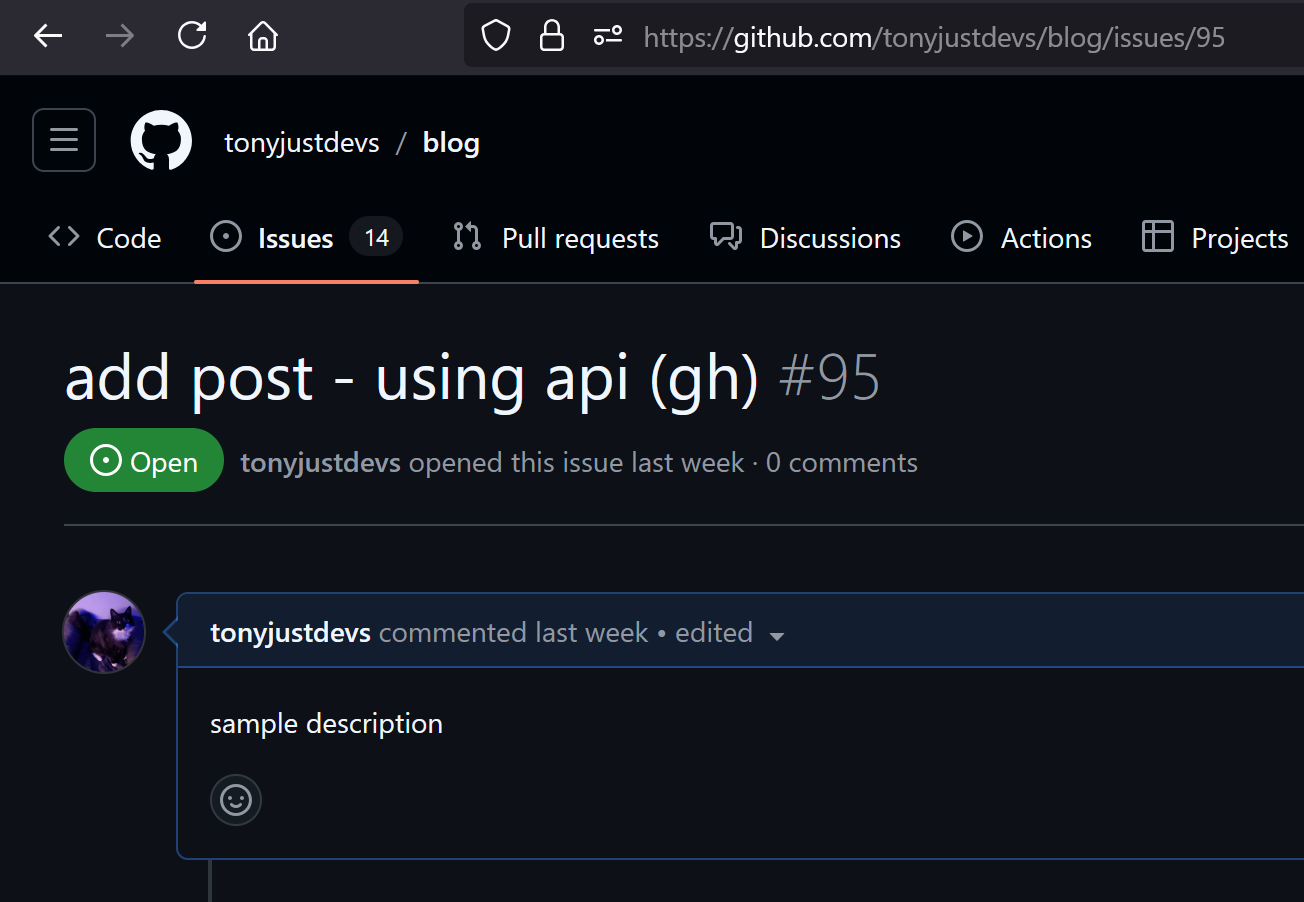 https://github.com/tonyjustdevs/blog/issues/95
tonyjustdevs / blog
Code Issues 14 Pull requests Discussions Actions Projects
add post - using api (gh) #95
Open tonyjustdevs opened this issue last week · 0 comments
tonyjustdevs commented last week • edited
sample description